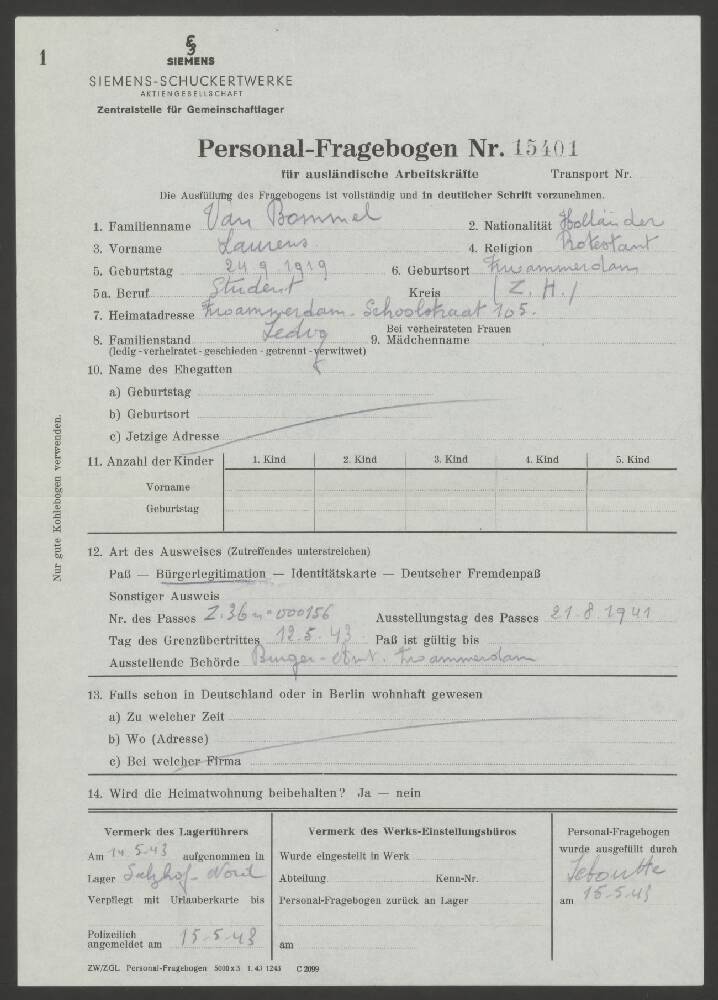 1
SIEMENS
SIEMENS-SCHUCKERTWERKE
AKTIENGESELLSCHAFT
Zentralstelle für Gemeinschaftlager
Personal-Fragebogen Nr. 15401
für ausländische Arbeitskräfte Transport Nr.
Die Ausfüllung des Fragebogens ist vollständig und in deutlicher Schrift vorzunehmen.
1. Familienname Van Bommel 2. Nationalität Holländer
3. Vorname Laurens 4. Religion Protestant
5. Geburtstag 24 9 1919 6. Geburtsort Zwammerdam
5a. Beruf Student Kreis (Z. H./
7. Heimatadresse Zwammerdam. Schoolstraat 105.
8. Familienstand Ledig Bei verheirateten Frauen
9. Mädchenname
(ledig - verheiratet - geschieden - getrennt - verwitwet)
10. Name des Ehegatten
a) Geburtstag
b) Geburtsort
c) Jetzige Adresse
11. Anzahl der Kinder 1. Kind 2. Kind 3. Kind 4. Kind 5. Kind
Vorname
Geburtstag
Nur gute Kohlebogen verwenden.
12. Art des Ausweises (Zutreffendes unterstreichen)
Paß — Bürgerlegitimation — Identitätskarte — Deutscher Fremdenpaß
Sonstiger Ausweis
Nr. des Passes Z.36 nº 000156 Ausstellungstag des Passes 21-8-1941
Tag des Grenzübertrittes 12.5.43 Paß ist gültig bis
Ausstellende Behörde Burger-Amt. Zwammerdam
13. Falls schon in Deutschland oder in Berlin wohnhaft gewesen
a) Zu welcher Zeit
b) Wo (Adresse)
c) Bei welcher Firma
14. Wird die Heimatwohnung beibehalten? Ja — nein
Vermerk des Lagerführers
Am 14.5.43 aufgenommen in
Lager Salzhof-Nord
Verpflegt mit Urlauberkarte bis
Polizeilich
angemeldet am 15-5-43
Vermerk des Werks-Einstellungsbüros
Wurde eingestellt in Werk
Abteilung Kenn-Nr.
Personal-Fragebogen zurück an Lager
am
Personal-Fragebogen
wurde ausgefüllt durch
am 15-5-43
ZW/ZGL Personal-Fragebogen 5000x3 1. 43 1243 C 2099